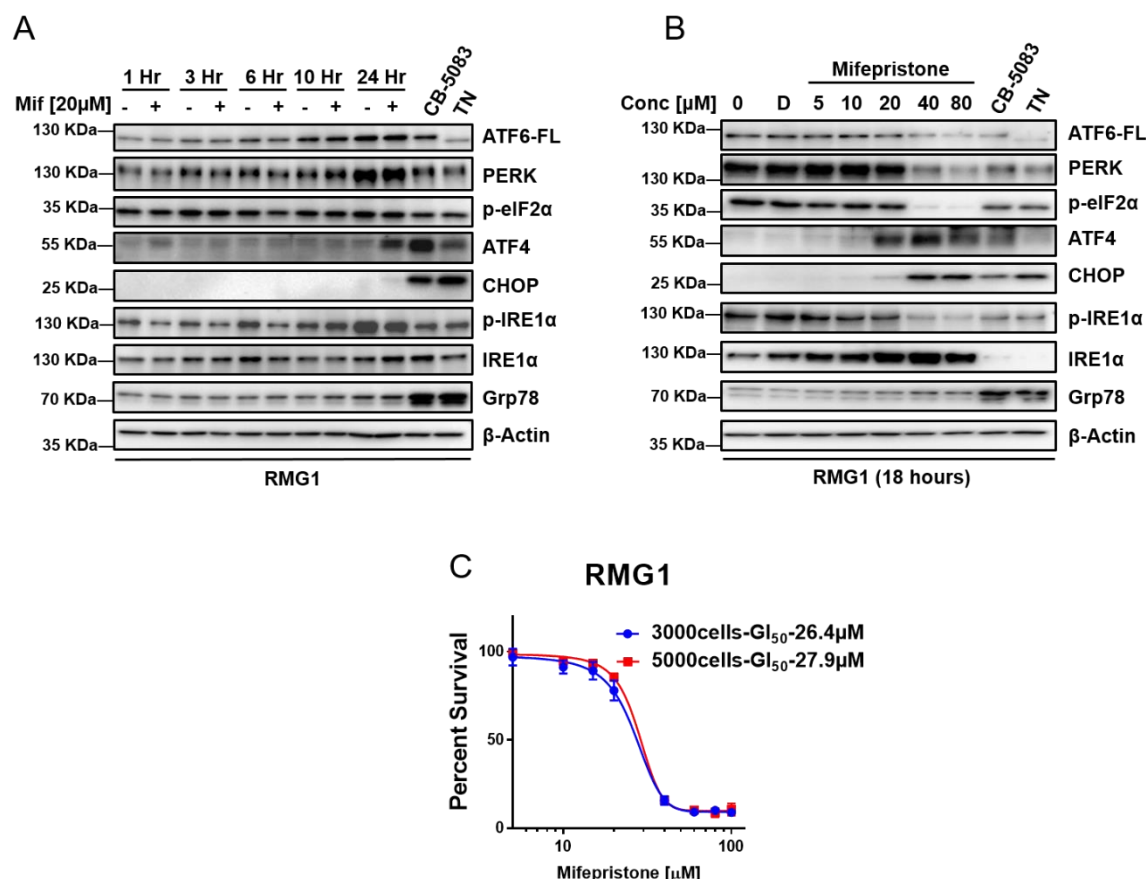 A
1 Hr 3 Hr 6 Hr 10 Hr 24 Hr CB-5083 TN
Mif [20µM] - + - + - + - + - +
130 KDa ATF6-FL
130 KDa PERK
35 KDa p-eIF2α
55 KDa ATF4
25 KDa CHOP
130 KDa p-IRE1α
130 KDa IRE1α
70 KDa Grp78
35 KDa β-Actin
RMG1
B
Mifepristone
Conc [µM] 0 D 5 10 20 40 80 CB-5083 TN
130 KDa ATF6-FL
130 KDa PERK
35 KDa p-eIF2α
55 KDa ATF4
25 KDa CHOP
130 KDa p-IRE1α
130 KDa IRE1α
70 KDa Grp78
35 KDa β-Actin
RMG1 (18 hours)
C
RMG1
3000cells-GI₅₀-26.4µM
5000cells-GI₅₀-27.9µM
Percent Survival
100
50
0
10 100
Mifepristone [µM]